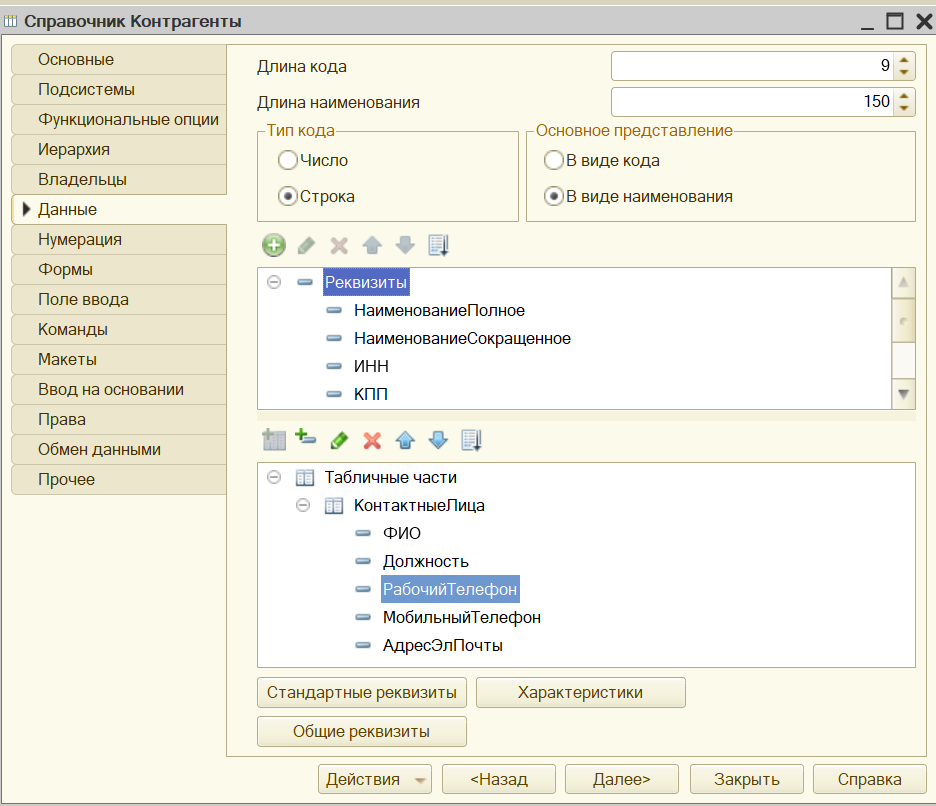 Справочник Контрагенты
Основные
Подсистемы
Функциональные опции
Иерархия
Владельцы
Данные
Нумерация
Формы
Поле ввода
Команды
Макеты
Ввод на основании
Права
Обмен данными
Прочее
Длина кода 9
Длина наименования 150
Тип кода
Число
Строка
Основное представление
В виде кода
В виде наименования
Реквизиты
НаименованиеПолное
НаименованиеСокращенное
ИНН
КПП
Табличные части
КонтактныеЛица
ФИО
Должность
РабочийТелефон
МобильныйТелефон
АдресЭлПочты
Стандартные реквизиты Характеристики
Общие реквизиты
Действия <Назад Далее> Закрыть Справка